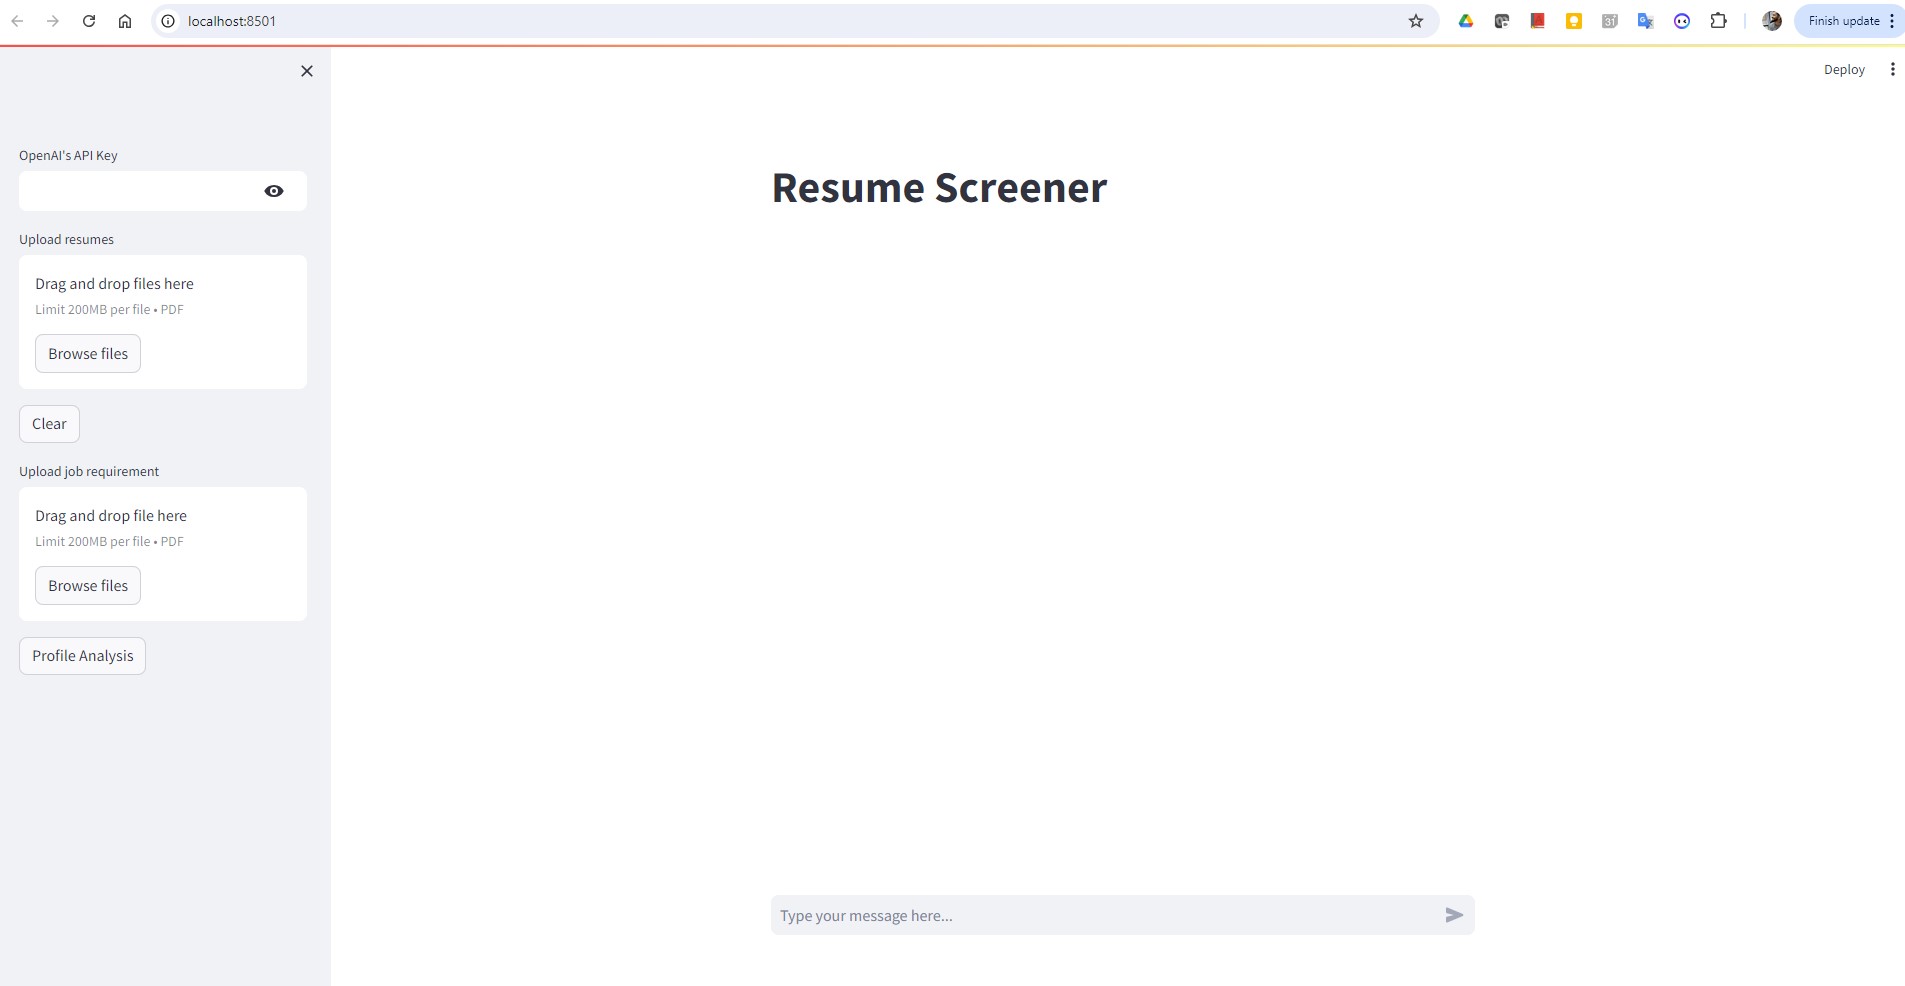 localhost:8501
Finish update
Deploy
OpenAI's API Key
Upload resumes
Drag and drop files here
Limit 200MB per file • PDF
Browse files
Clear
Upload job requirement
Drag and drop file here
Limit 200MB per file • PDF
Browse files
Profile Analysis
Resume Screener
Type your message here...